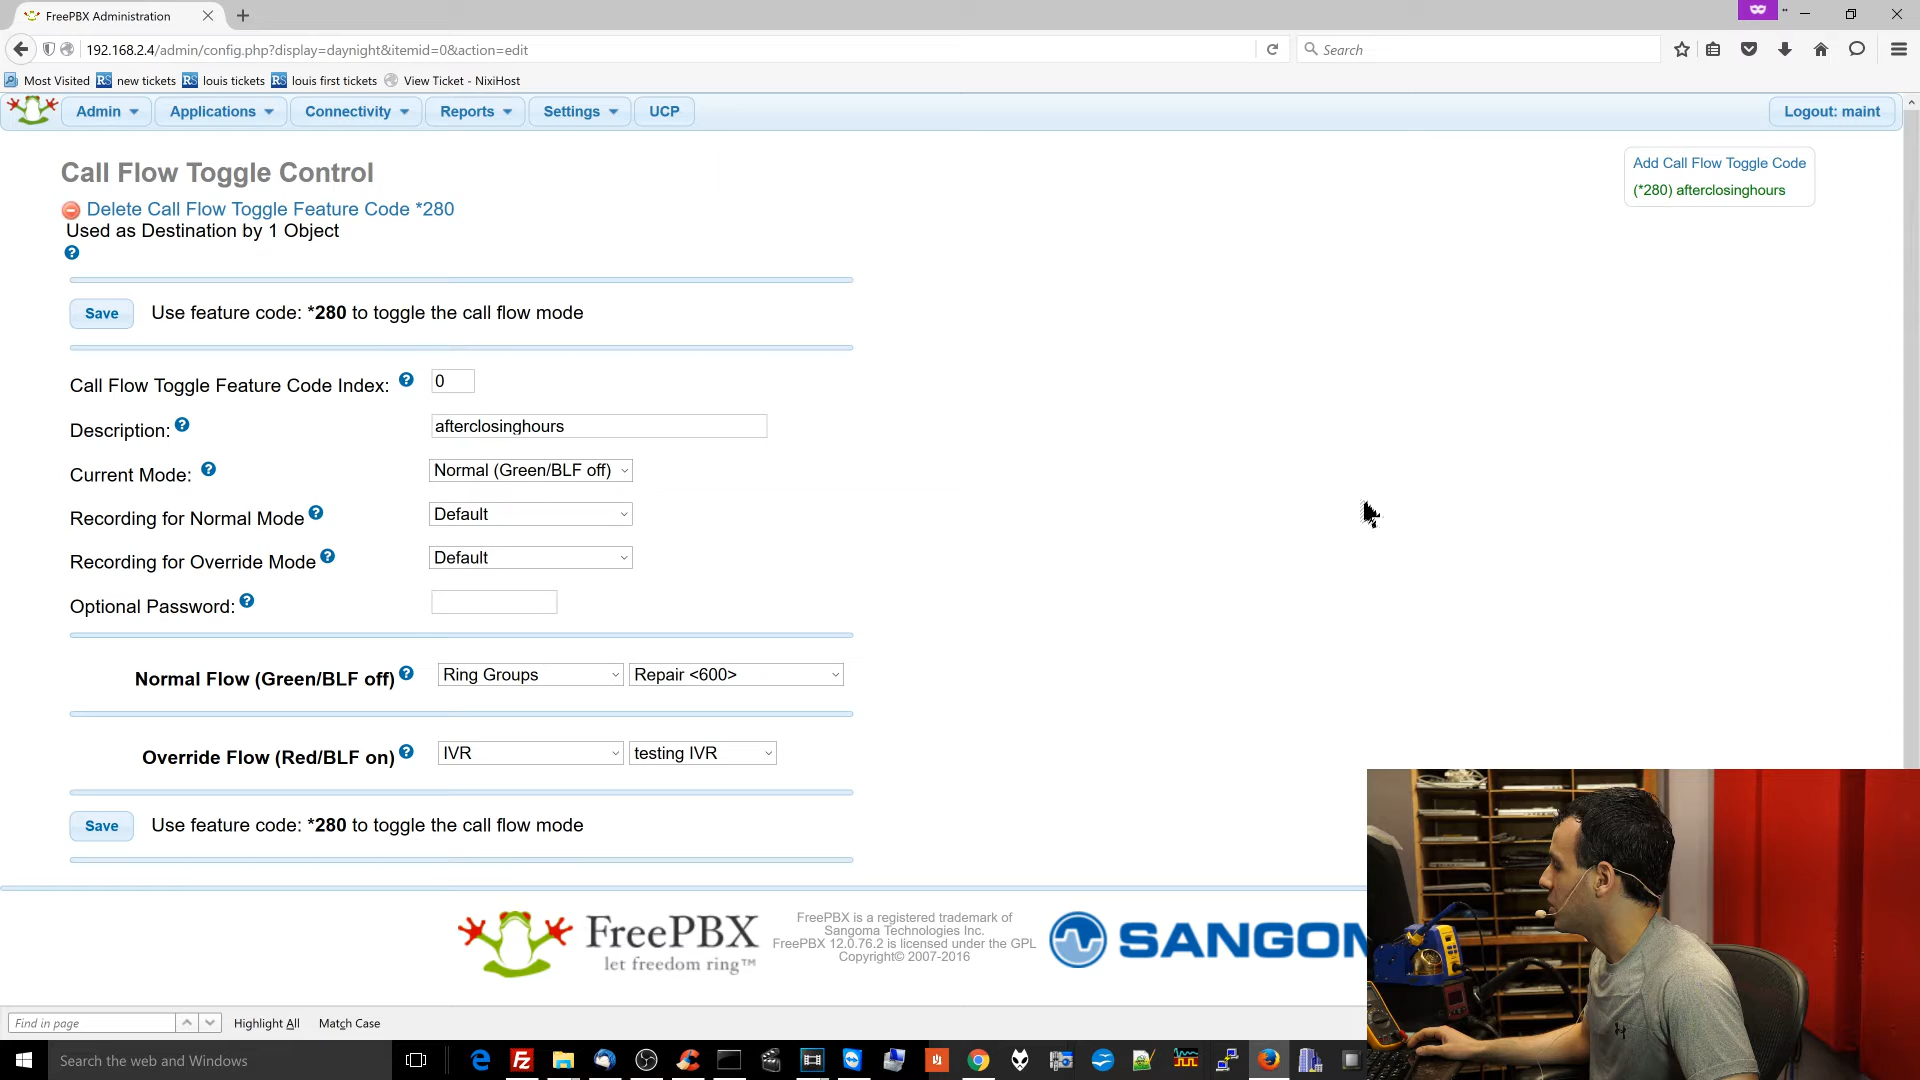 FreePBX Administration
192.168.2.4/admin/config.php?display=daynight&itemid=0&action=edit
Search
Most Visited
new tickets
louis tickets
louis first tickets
View Ticket - NixiHost
Admin
Applications
Connectivity
Reports
Settings
UCP
Logout: maint
Call Flow Toggle Control
Add Call Flow Toggle Code
(*280) afterclosinghours
Delete Call Flow Toggle Feature Code *280
Used as Destination by 1 Object
Save
Use feature code: *280 to toggle the call flow mode
Call Flow Toggle Feature Code Index:
0
Description:
afterclosinghours
Current Mode:
Normal (Green/BLF off)
Recording for Normal Mode
Default
Recording for Override Mode
Default
Optional Password:
Normal Flow (Green/BLF off)
Ring Groups
Repair <600>
Override Flow (Red/BLF on)
IVR
testing IVR
Save
Use feature code: *280 to toggle the call flow mode
FreePBX
let freedom ring™
FreePBX is a registered trademark of
Sangoma Technologies Inc.
FreePBX 12.0.76.2 is licensed under the GPL
Copyright© 2007-2016
SANGOM
Find in page
Highlight All
Match Case
Search the web and Windows